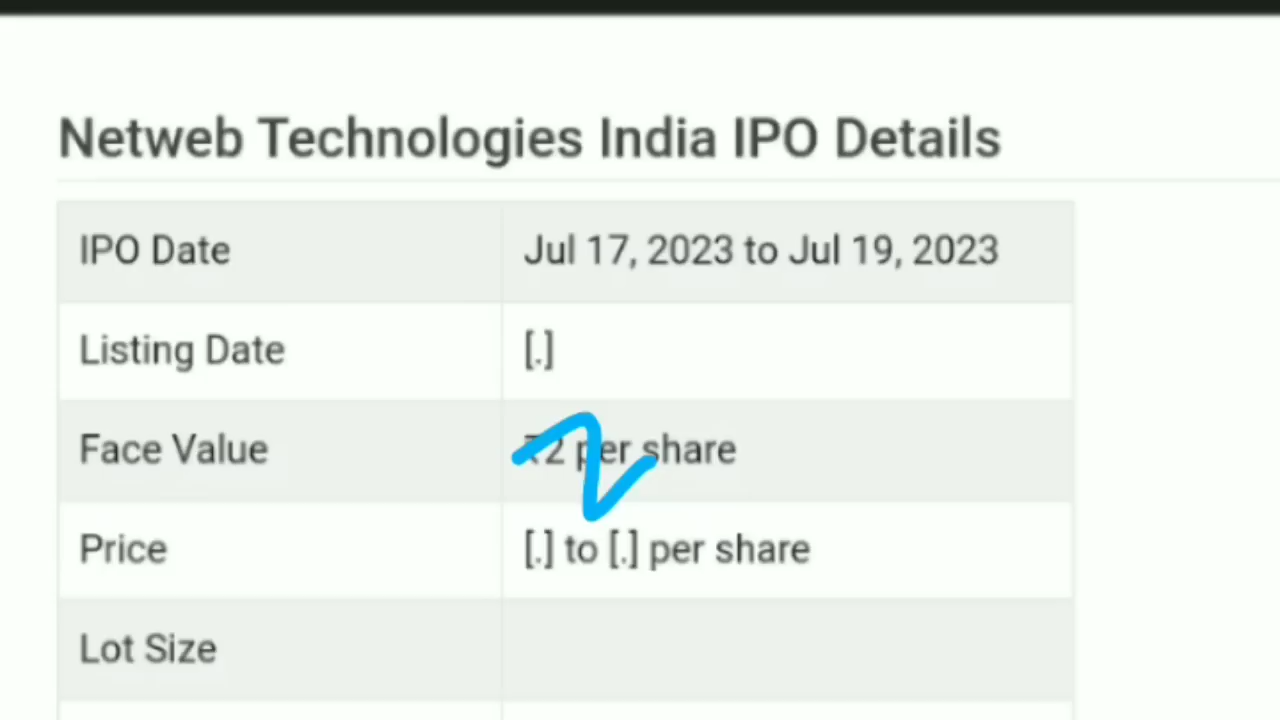 Netweb Technologies India IPO Details
IPO Date Jul 17, 2023 to Jul 19, 2023
Listing Date [.]
Face Value ₹2 per share
Price [.] to [.] per share
Lot Size